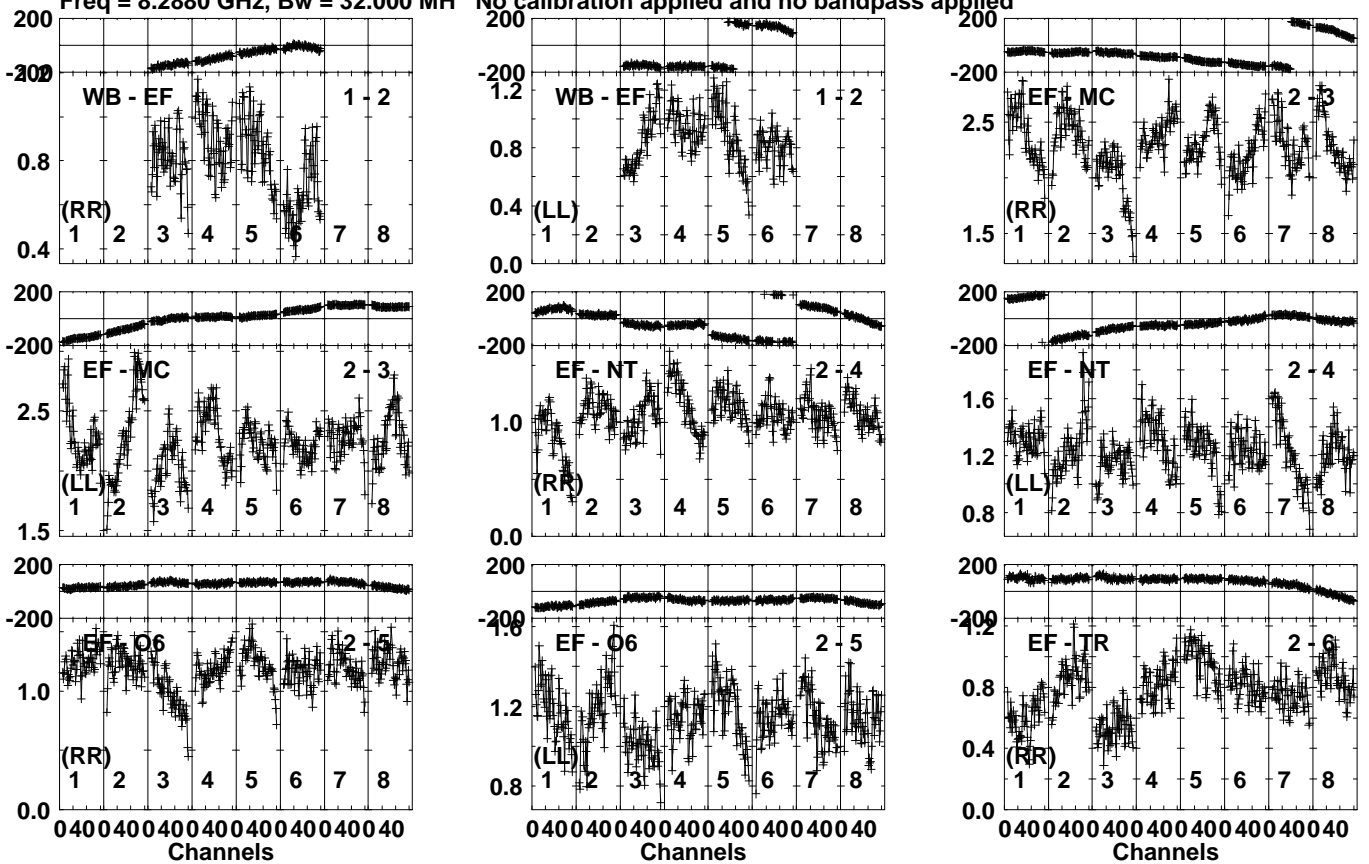 Freq = 8.2880 GHz, Bw = 32.000 MH No calibration applied and no bandpass applied
200 200 200
-200 -200 -200
1.2
WB - EF 1 - 2 WB - EF 1 - 2 EF - MC 2 - 3
1.2 2.5
0.8 0.8
0.4 1.5
(RR) (LL) (RR)
1 2 3 4 5 6 7 8 1 2 3 4 5 6 7 8 1 2 3 4 5 6 7 8
0.4 0.0
200 200 200
-200 -200 -200
EF - MC 2 - 3 EF - NT 2 - 4 EF - NT 2 - 4
2.5 1.0 1.6
1.2
(LL) (RR) (LL)
1 2 3 4 5 6 7 8 1 2 3 4 5 6 7 8 1 2 3 4 5 6 7 8
1.5 0.0 0.8
200 200 200
-200 -200 -200
1.6 1.2
EF - O6 2 - 5 EF - O6 2 - 5 EF - TR 2 - 6
1.0 1.2 0.8
0.4
(RR) (LL) (RR)
1 2 3 4 5 6 7 8 1 2 3 4 5 6 7 8 1 2 3 4 5 6 7 8
0.0 0.8 0.0
0 40 0 40 0 40 0 40 0 40 0 40 0 40 0 40 0 40 0 40 0 40 0 40 0 40 0 40 0 40 0 40 0 40 0 40 0 40 0 40 0 40 0 40 0 40 0 40
Channels Channels Channels